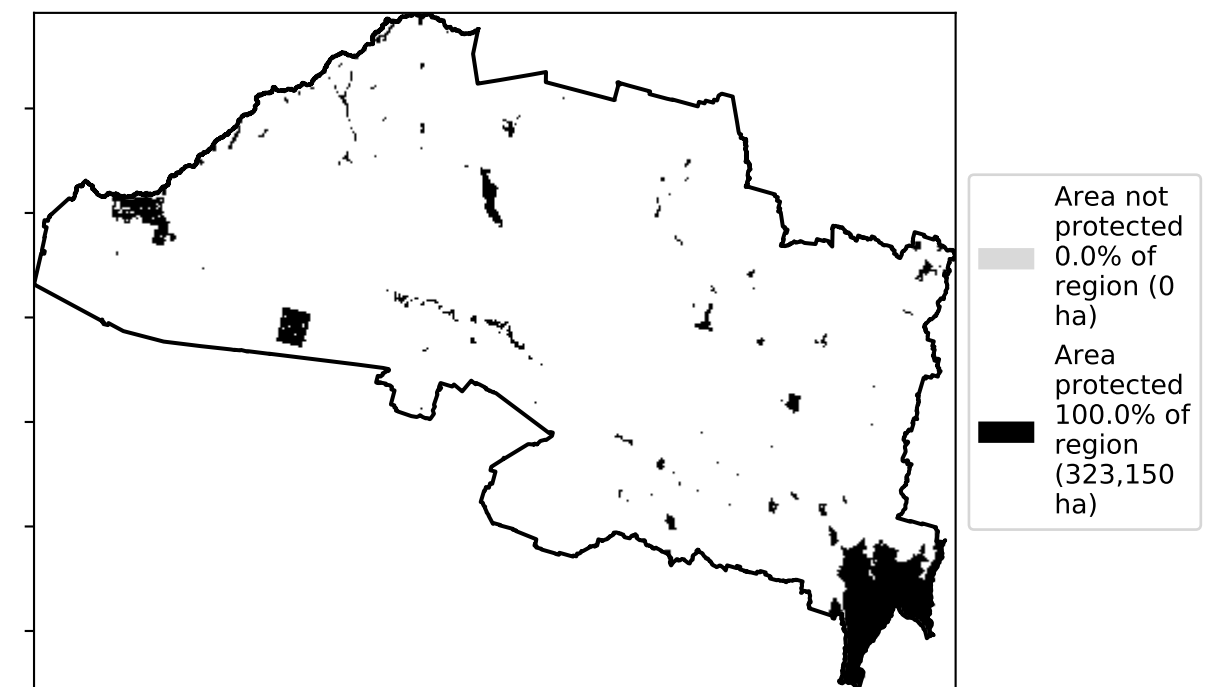 Area not
protected
0.0% of
region (0
ha)
Area
protected
100.0% of
region
(323,150
ha)